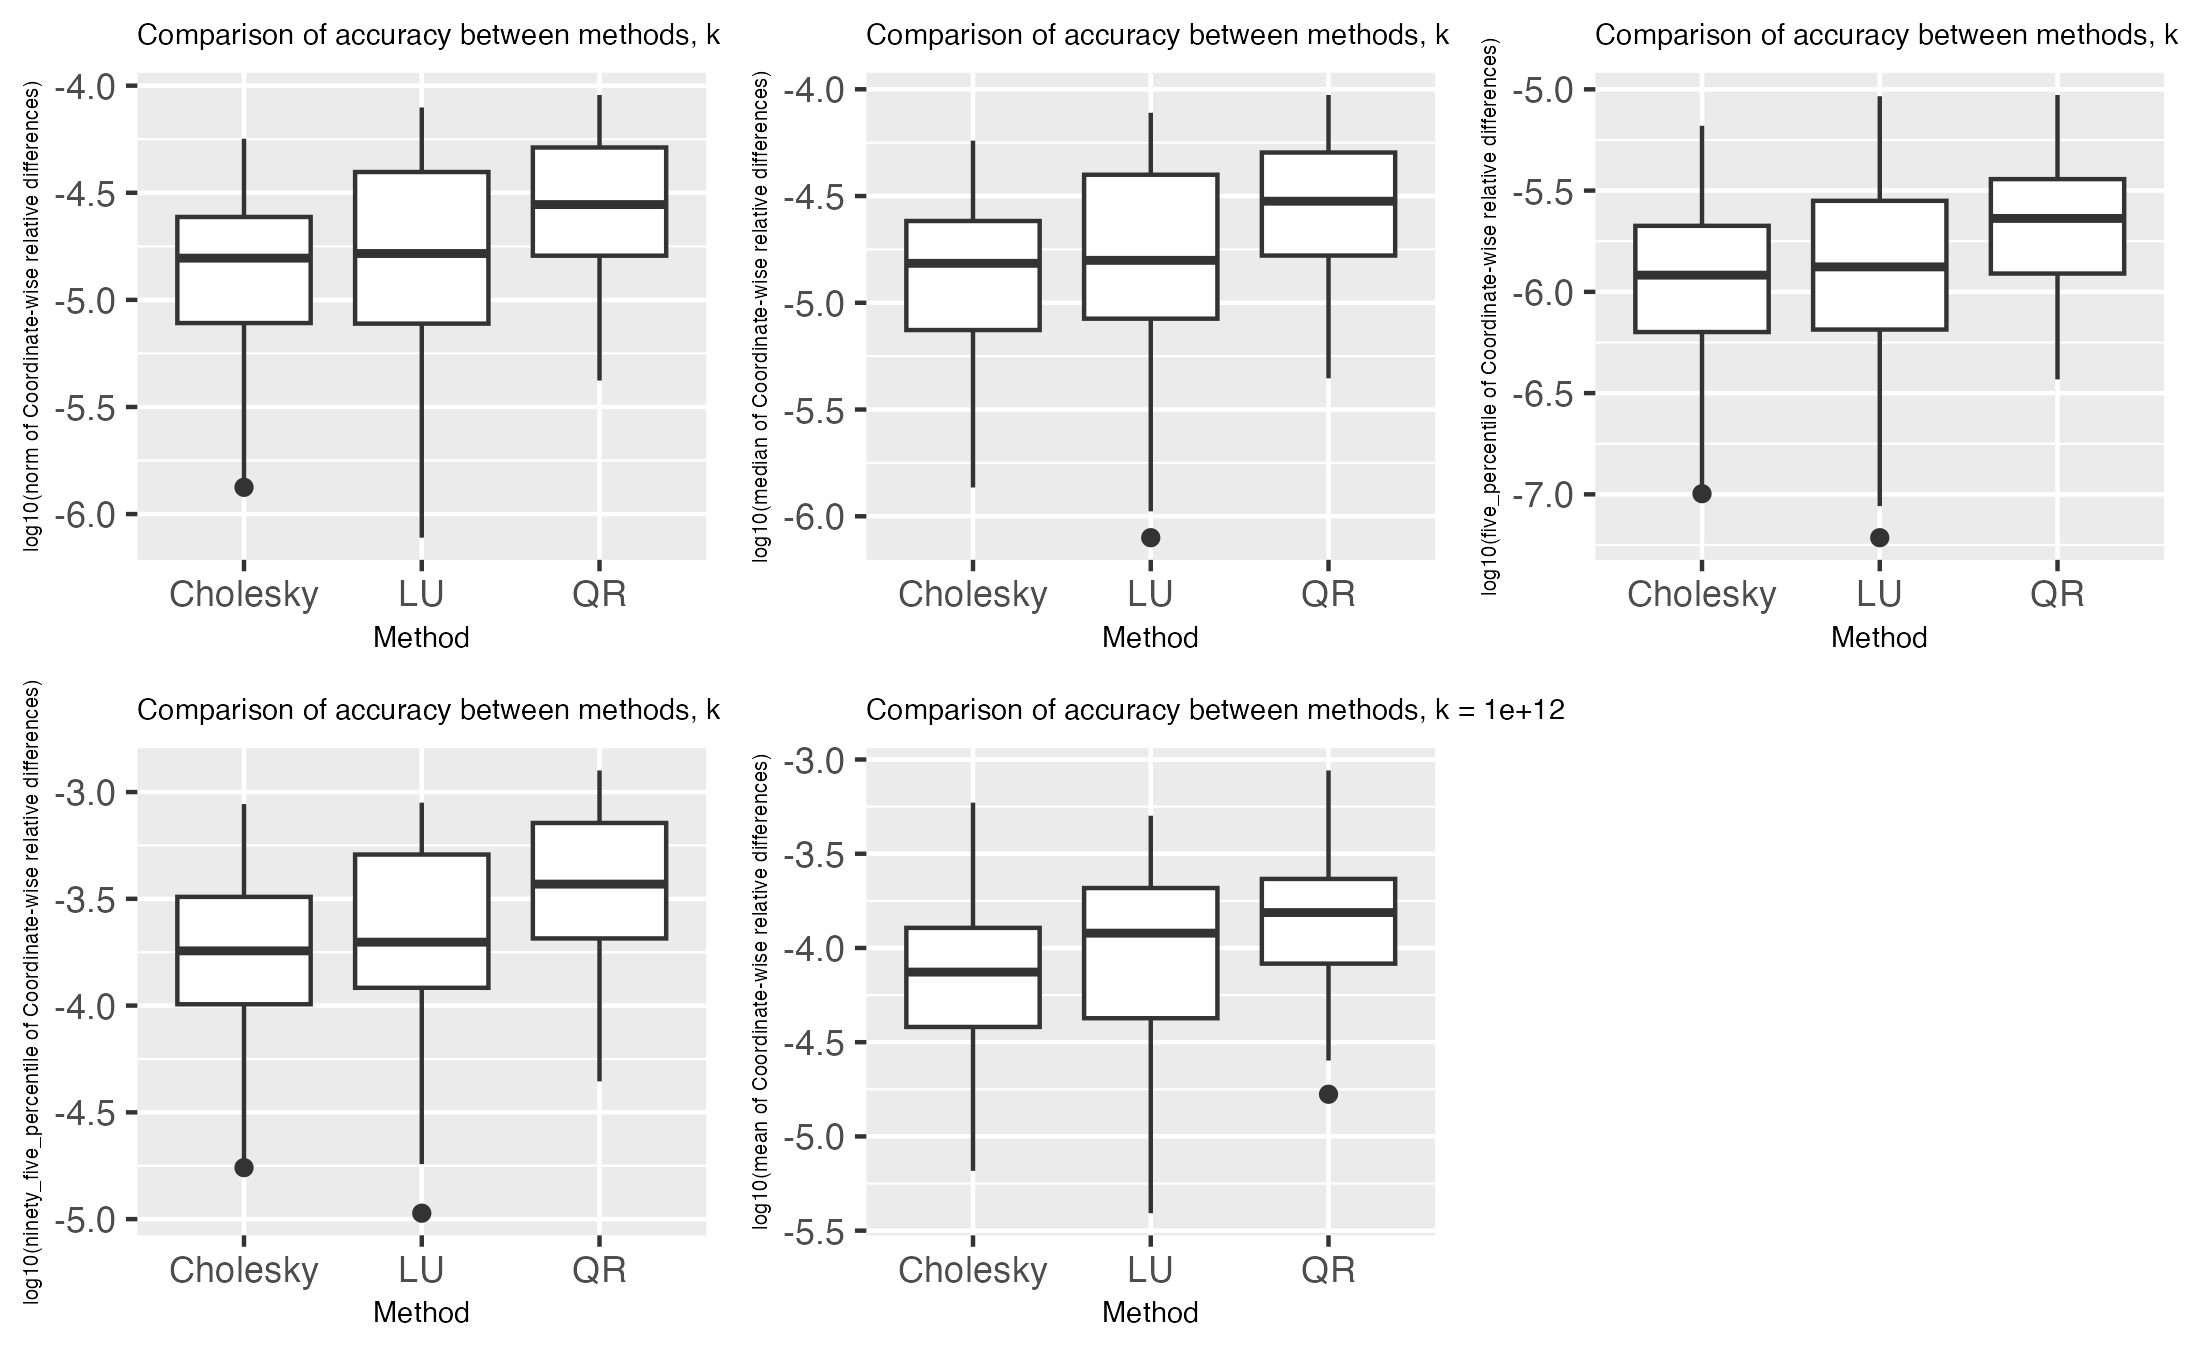 Comparison of accuracy between methods, k
log10(norm of Coordinate-wise relative differences)
-4.0
-4.5
-5.0
-5.5
-6.0
Cholesky LU QR
Method
Comparison of accuracy between methods, k
log10(median of Coordinate-wise relative differences)
-4.0
-4.5
-5.0
-5.5
-6.0
Cholesky LU QR
Method
Comparison of accuracy between methods, k
log10(five_percentile of Coordinate-wise relative differences)
-5.0
-5.5
-6.0
-6.5
-7.0
Cholesky LU QR
Method
Comparison of accuracy between methods, k
log10(ninety_five_percentile of Coordinate-wise relative differences)
-3.0
-3.5
-4.0
-4.5
-5.0
Cholesky LU QR
Method
Comparison of accuracy between methods, k = 1e+12
log10(mean of Coordinate-wise relative differences)
-3.0
-3.5
-4.0
-4.5
-5.0
-5.5
Cholesky LU QR
Method